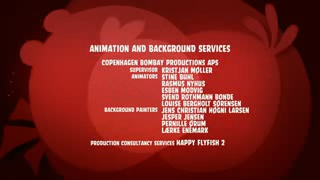 ANIMATION AND BACKGROUND SERVICES
COPENHAGEN BOMBAY PRODUCTIONS APS
SUPERVISOR KRISTJAN MØLLER
ANIMATORS STINE BUHL
RASMUS NYHUS
ESBEN MODVIG
SVEND ROTHMANN BONDE
LOUISE BERGHOLT SØRENSEN
BACKGROUND PAINTERS JENS CHRISTIAN HØGNI LARSEN
JESPER JENSEN
PERNILLE ØRUM
LÆRKE ENEMARK
PRODUCTION CONSULTANCY SERVICES HAPPY FLYFISH 2